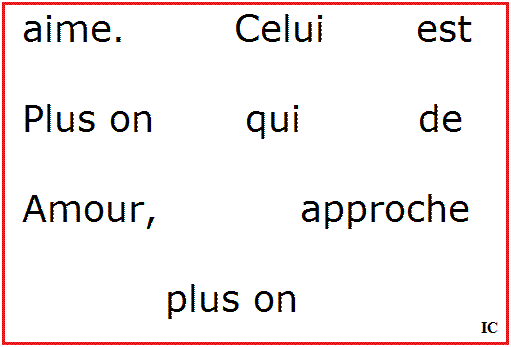 aime. Celui est
Plus on qui de
Amour, approche
plus on
IC